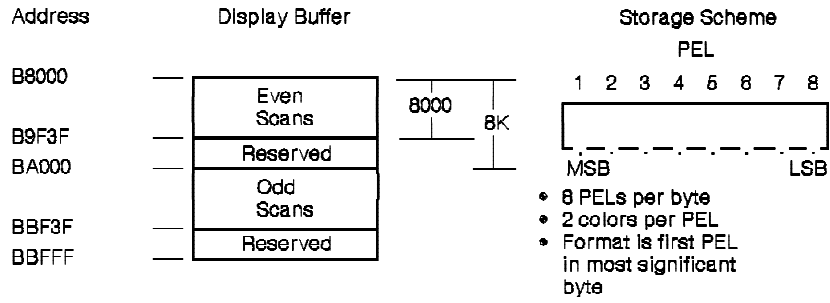 Address Display Buffer Storage Scheme
PEL
B8000
1 2 3 4 5 6 7 8
Even
Scans
8000
8K
B9F3F
Reserved
BA000
MSB LSB
Odd
Scans
• 8 PELs per byte
• 2 colors per PEL
BBF3F
Reserved
• Format is first PEL
in most significant
byte
BBFFF